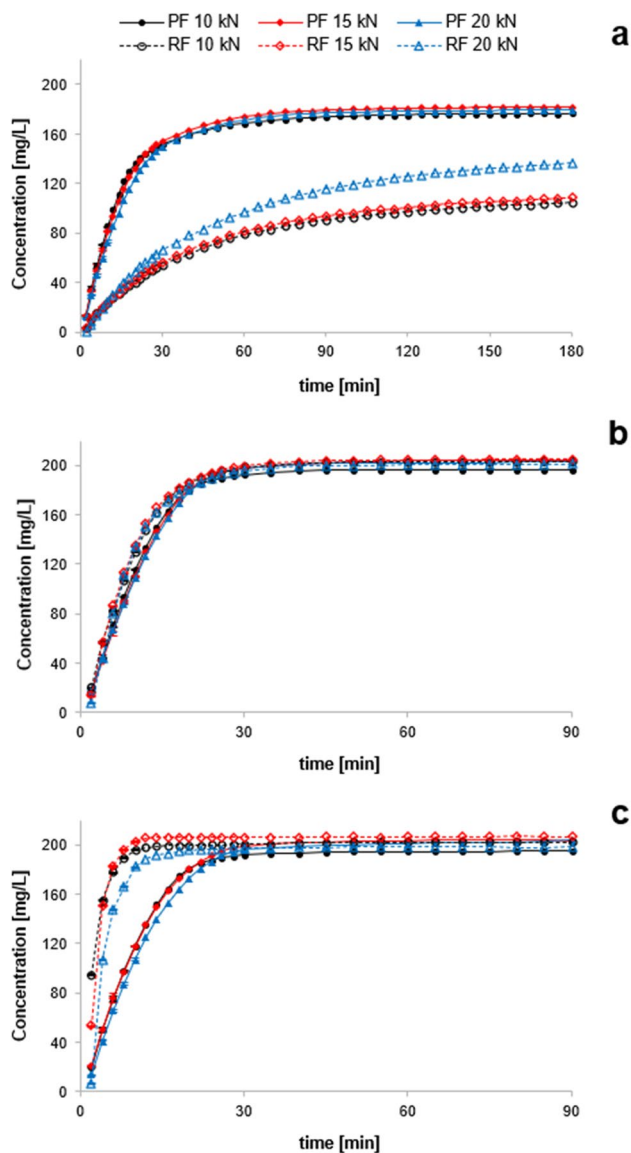 PF 10 kN PF 15 kN PF 20 kN
RF 10 kN RF 15 kN RF 20 kN
a
Concentration [mg/L]
200
160
120
80
40
0
0 30 60 90 120 150 180
time [min]
b
Concentration [mg/L]
200
160
120
80
40
0
0 30 60 90
time [min]
c
Concentration [mg/L]
200
160
120
80
40
0
0 30 60 90
time [min]